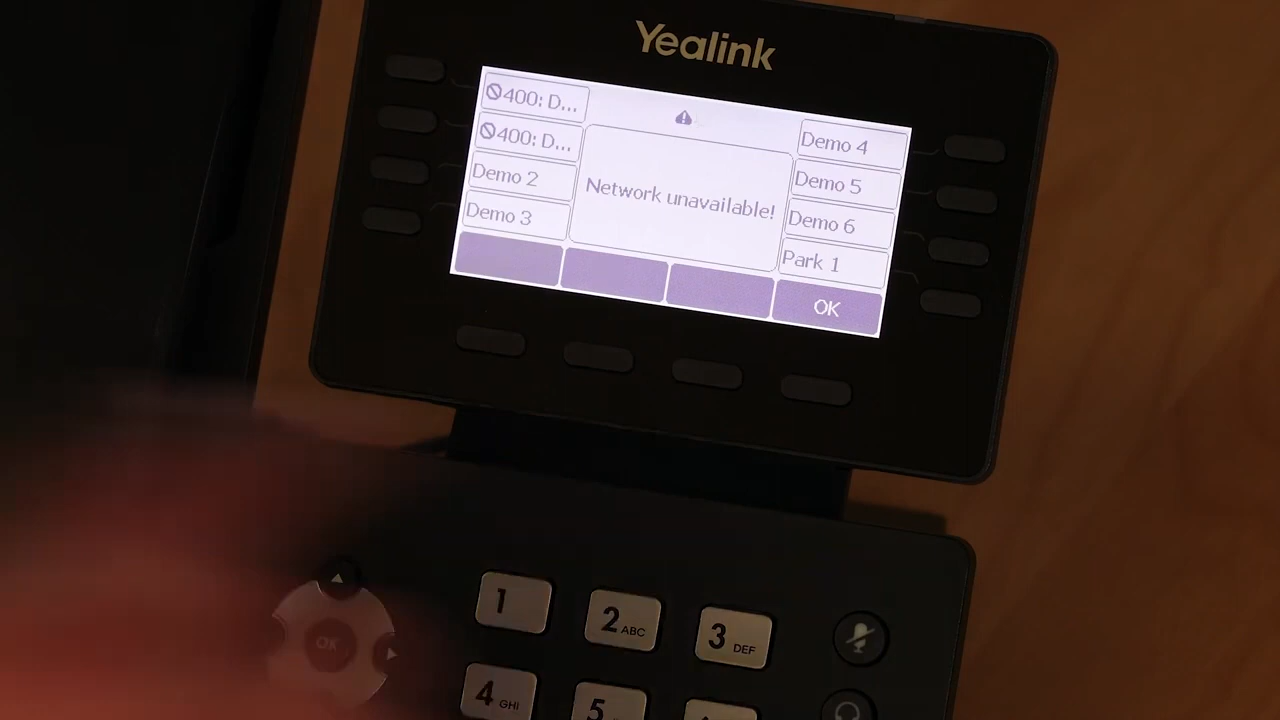 Yealink
400: D...
400: D...
Demo 2
Demo 3
Network unavailable!
Demo 4
Demo 5
Demo 6
Park 1
OK
OK
1
2 ABC
3 DEF
4 GHI
5